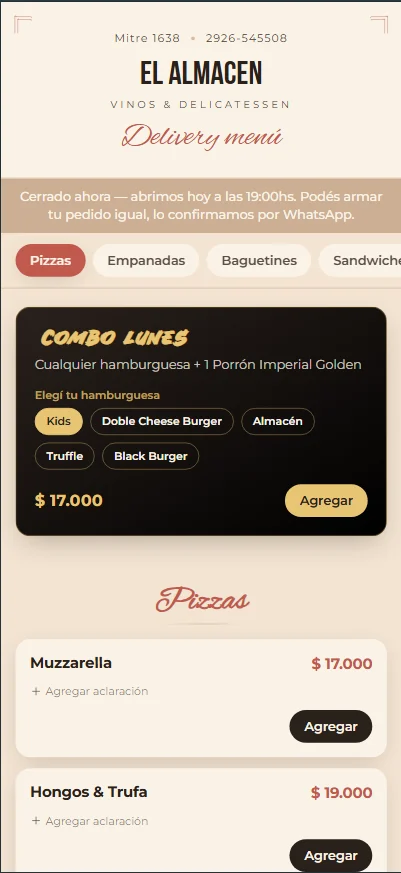 Mitre 1638 • 2926-545508
EL ALMACEN
VINOS & DELICATESSEN
Delivery menú
Cerrado ahora — abrimos hoy a las 19:00hs. Podés armar
tu pedido igual, lo confirmamos por WhatsApp.
Pizzas Empanadas Baguetines Sandwiche
COMBO LUNES
Cualquier hamburguesa + 1 Porrón Imperial Golden
Elegí tu hamburguesa
Kids Doble Cheese Burger Almacén
Truffle Black Burger
$ 17.000 Agregar
Pizzas
Muzzarella $ 17.000
+ Agregar aclaración
Agregar
Hongos & Trufa $ 19.000
+ Agregar aclaración
Agregar